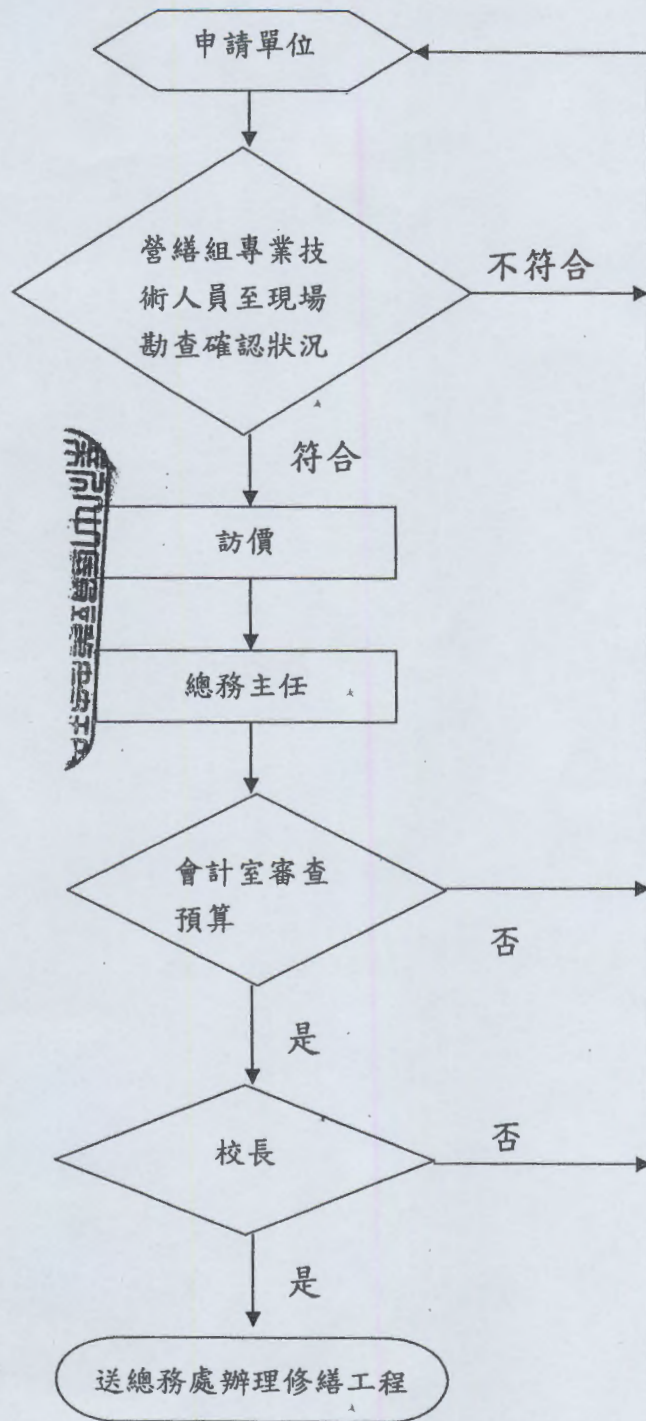 申請單位
營繕組專業技
術人員至現場
勘查確認狀況
不符合
符合
訪價
總務主任
會計室審查
預算
否
是
校長
否
是
送總務處辦理修繕工程